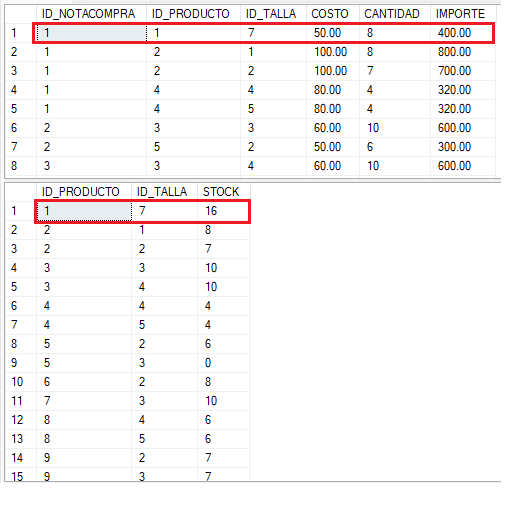 ID_NOTACOMPRA ID_PRODUCTO ID_TALLA COSTO CANTIDAD IMPORTE
1 1 1 7 50.00 8 400.00
2 1 2 1 100.00 8 800.00
3 1 2 2 100.00 7 700.00
4 1 4 4 80.00 4 320.00
5 1 4 5 80.00 4 320.00
6 2 3 3 60.00 10 600.00
7 2 5 2 50.00 6 300.00
8 3 3 4 60.00 10 600.00
ID_PRODUCTO ID_TALLA STOCK
1 1 7 16
2 2 1 8
3 2 2 7
4 3 3 10
5 3 4 10
6 4 4 4
7 4 5 4
8 5 2 6
9 5 3 0
10 6 2 8
11 7 3 10
12 8 4 6
13 8 5 6
14 9 2 7
15 9 3 7